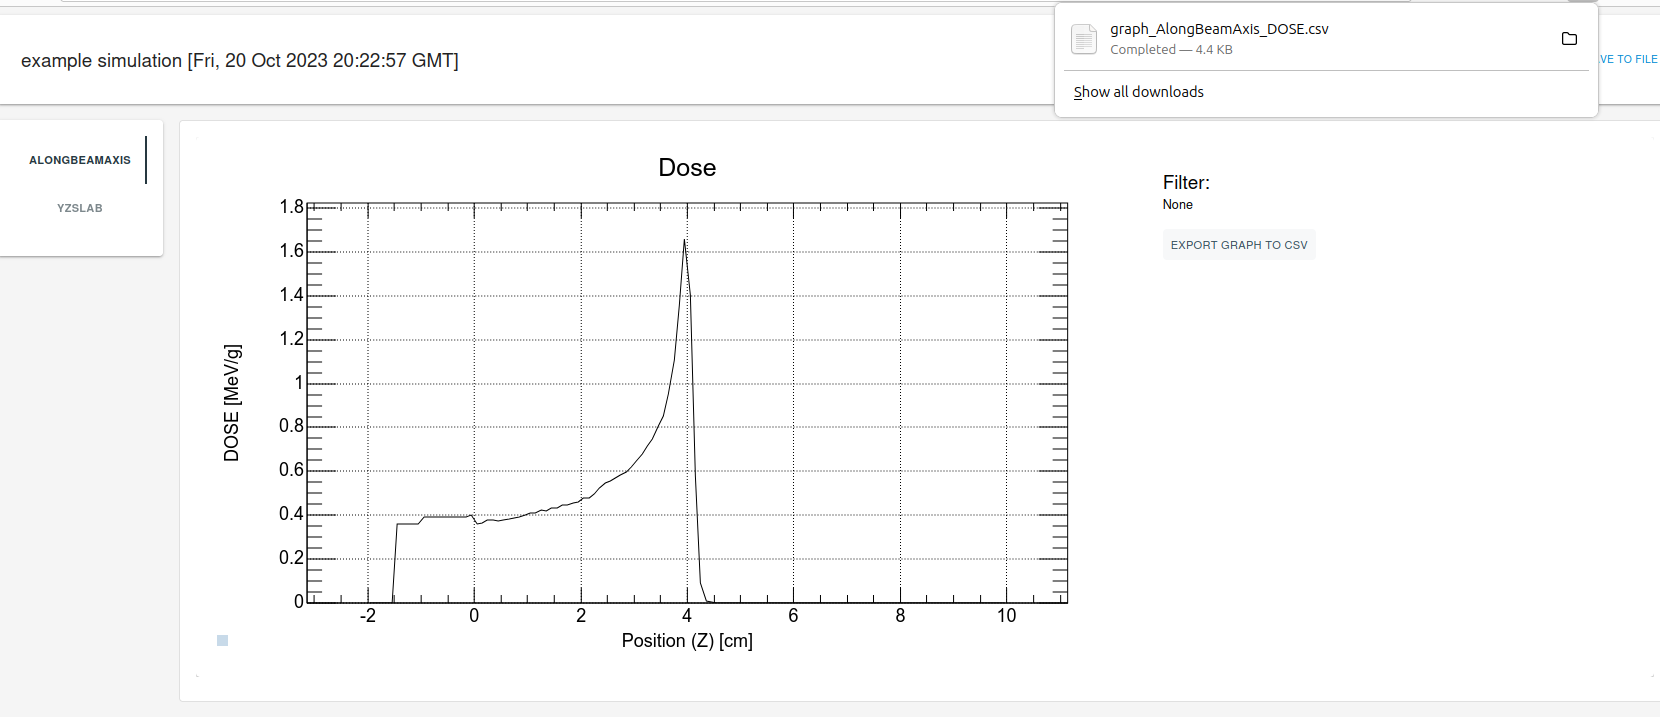 graph_AlongBeamAxIs_DOSE.csv
Completed — 4.4 KB
Show all downloads
example simulation [Fri, 20 Oct 2023 20:22:57 GMT]
VE TO FILE
ALONGBEAMAXIS
YZSLAB
Dose
Filter:
None
EXPORT GRAPH TO CSV
DOSE [MeV/g]
1.8
1.6
1.4
1.2
1
0.8
0.6
0.4
0.2
0
-2 0 2 4 6 8 10
Position (Z) [cm]